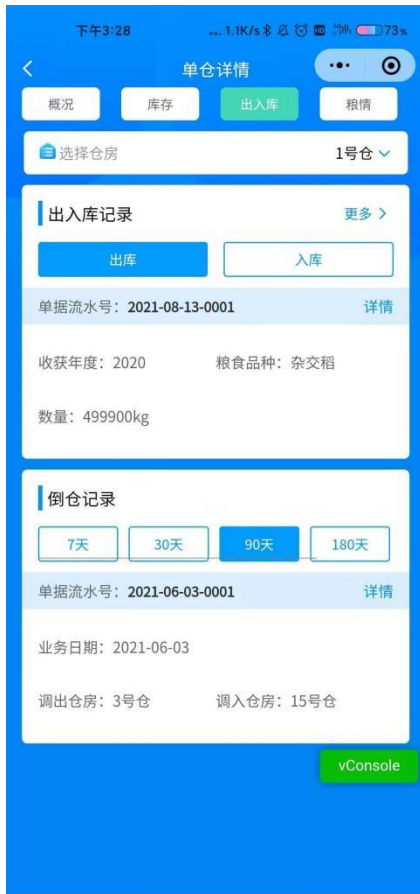 下午3:28 ... 1.1K/s 73%
单仓详情
概况 库存 出入库 粮情
选择仓房 1号仓
出入库记录 更多
出库 入库
单据流水号：2021-08-13-0001 详情
收获年度：2020 粮食品种：杂交稻
数量：499900kg
倒仓记录
7天 30天 90天 180天
单据流水号：2021-06-03-0001 详情
业务日期：2021-06-03
调出仓房：3号仓 调入仓房：15号仓
vConsole